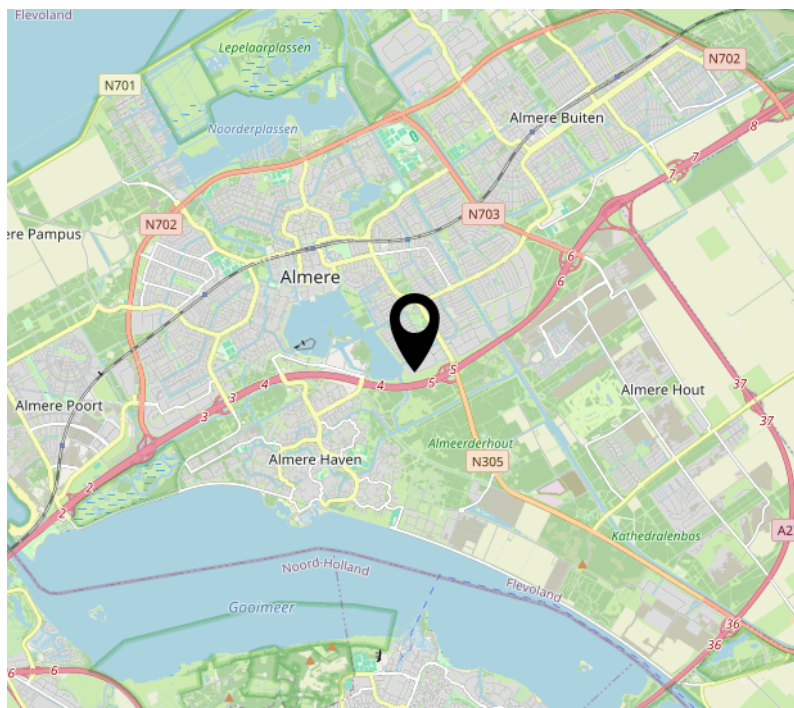 Flevoland
Lepelaarplassen
N702
N701
Almere Buiten
Noorderplassen
8
7
7
N702
N703
ere Pampus
6
6
Almere
5
5
4
4
3
3
37
37
Almere Hout
Almere Poort
Almeerderhout
Almere Haven
N305
2
2
A2
Kathedralenbos
Noord-Holland
Flevoland
Gooimeer
36
36
6
6